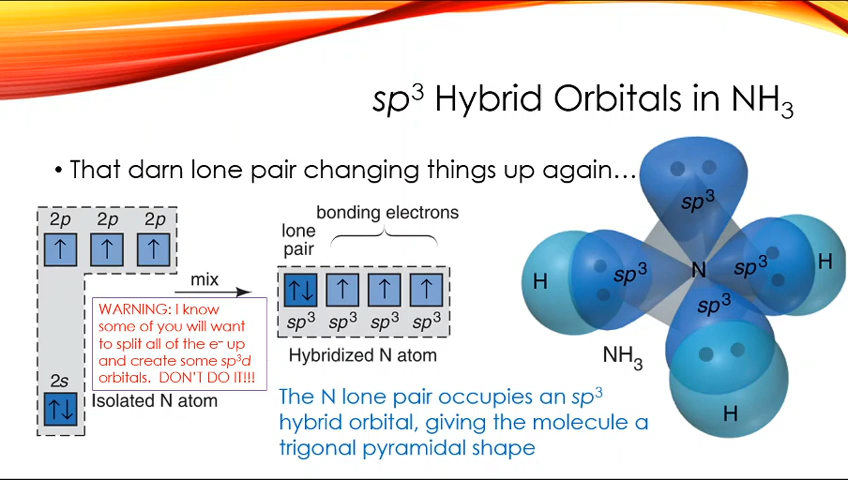 sp³ Hybrid Orbitals in NH₃
• That darn lone pair changing things up again…
2p 2p 2p
↑ ↑ ↑
mix
WARNING: I know
some of you will want
to split all of the e⁻ up
and create some sp³d
orbitals. DON'T DO IT!!!
2s
↑↓
Isolated N atom
bonding electrons
lone
pair
↑↓ ↑ ↑ ↑
sp³ sp³ sp³ sp³
Hybridized N atom
The N lone pair occupies an sp³
hybrid orbital, giving the molecule a
trigonal pyramidal shape
sp³
H sp³ N sp³ H
sp³
NH₃
H